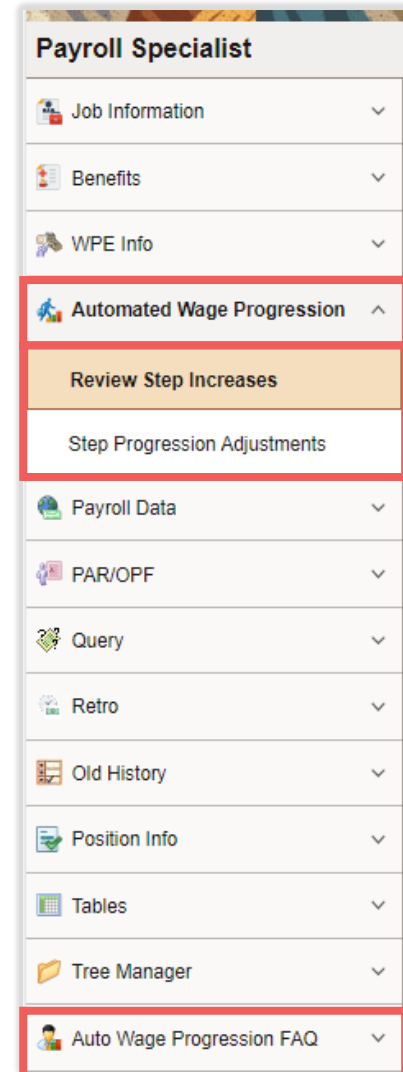 Payroll Specialist
Job Information
Benefits
WPE Info
Automated Wage Progression
Review Step Increases
Step Progression Adjustments
Payroll Data
PAR/OPF
Query
Retro
Old History
Position Info
Tables
Tree Manager
Auto Wage Progression FAQ